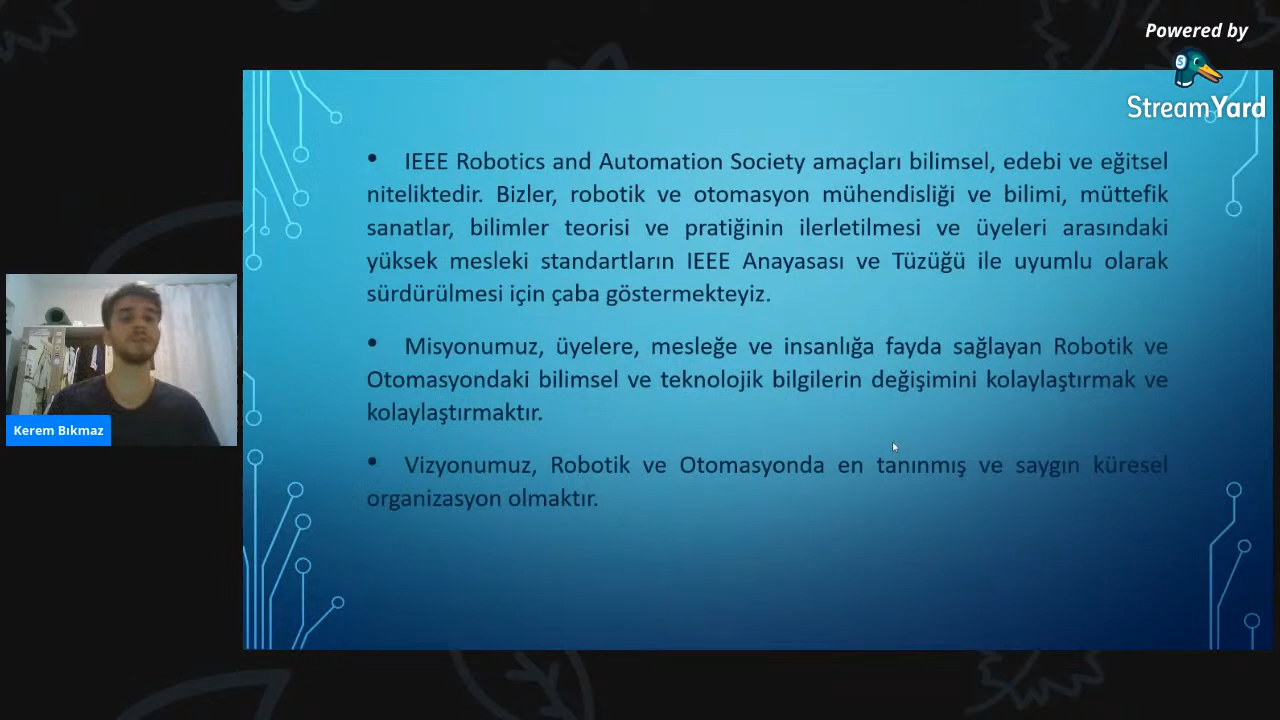 Powered by
StreamYard
• IEEE Robotics and Automation Society amaçları bilimsel, edebi ve eğitsel
niteliktedir. Bizler, robotik ve otomasyon mühendisliği ve bilimi, müttefik
sanatlar, bilimler teorisi ve pratiğinin ilerletilmesi ve üyeleri arasındaki
yüksek mesleki standartların IEEE Anayasası ve Tüzüğü ile uyumlu olarak
sürdürülmesi için çaba göstermekteyiz.
• Misyonumuz, üyelere, mesleğe ve insanlığa fayda sağlayan Robotik ve
Otomasyondaki bilimsel ve teknolojik bilgilerin değişimini kolaylaştırmak ve
kolaylaştırmaktır.
• Vizyonumuz, Robotik ve Otomasyonda en tanınmış ve saygın küresel
organizasyon olmaktır.
Kerem Bıkmaz